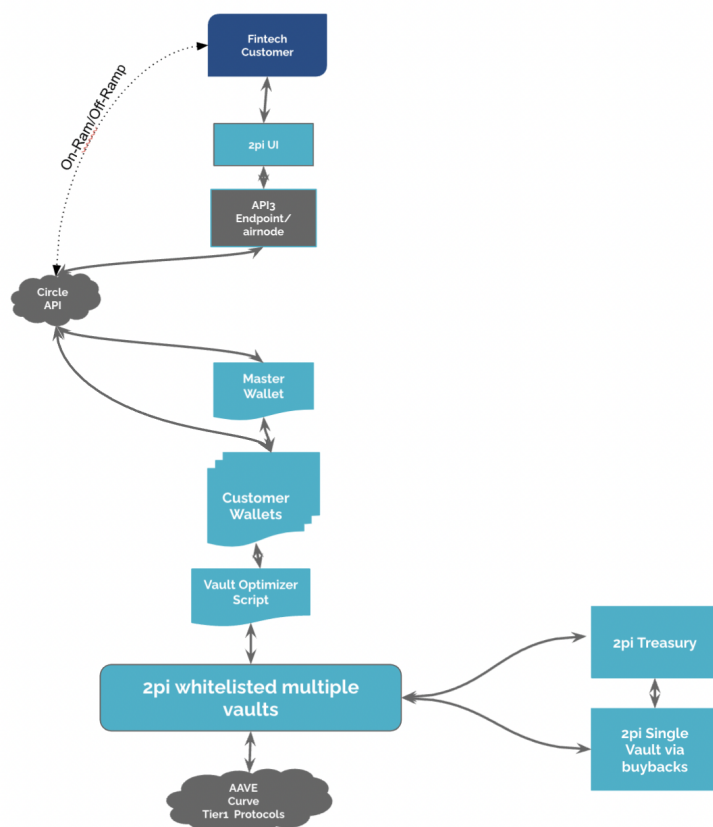 Fintech
Customer
On-Ram/Off-Ramp
2pi UI
API3
Endpoint/
airnode
Circle
API
Master
Wallet
Customer
Wallets
Vault Optimizer
Script
2pi whitelisted multiple
vaults
2pi Treasury
2pi Single
Vault via
buybacks
AAVE
Curve
Tier1 Protocols